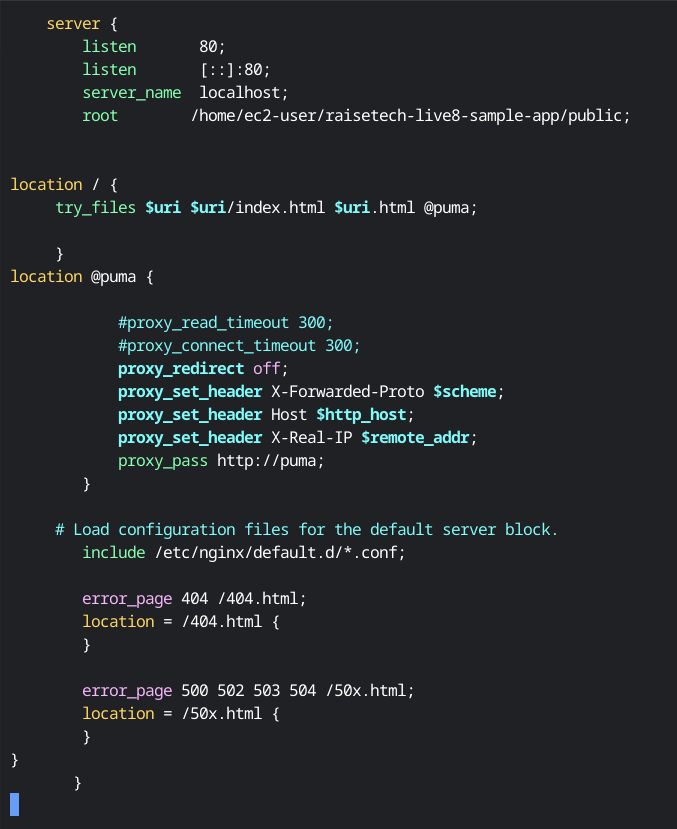 server {
listen 80;
listen [::]:80;
server_name localhost;
root /home/ec2-user/raisetech-live8-sample-app/public;
location / {
try_files $uri $uri/index.html $uri.html @puma;
}
location @puma {
#proxy_read_timeout 300;
#proxy_connect_timeout 300;
proxy_redirect off;
proxy_set_header X-Forwarded-Proto $scheme;
proxy_set_header Host $http_host;
proxy_set_header X-Real-IP $remote_addr;
proxy_pass http://puma;
}
# Load configuration files for the default server block.
include /etc/nginx/default.d/*.conf;
error_page 404 /404.html;
location = /404.html {
}
error_page 500 502 503 504 /50x.html;
location = /50x.html {
}
}
}